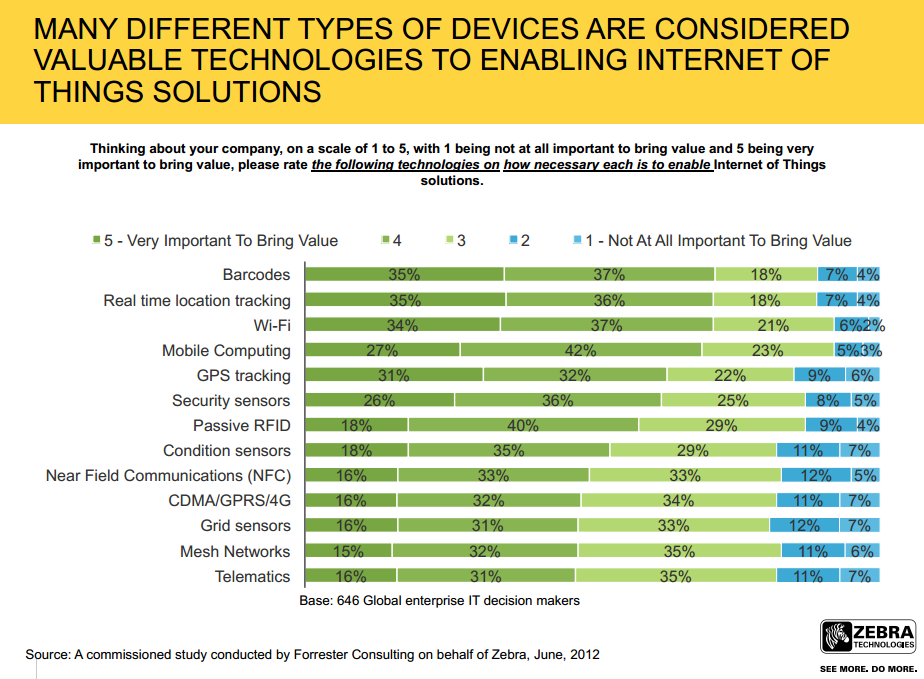 MANY DIFFERENT TYPES OF DEVICES ARE CONSIDERED
VALUABLE TECHNOLOGIES TO ENABLING INTERNET OF
THINGS SOLUTIONS
Thinking about your company, on a scale of 1 to 5, with 1 being not at all important to bring value and 5 being very
important to bring value, please rate the following technologies on how necessary each is to enable Internet of Things
solutions.
5 - Very Important To Bring Value 4 3 2 1 - Not At All Important To Bring Value
Barcodes 35% 37% 18% 7% 4%
Real time location tracking 35% 36% 18% 7% 4%
Wi-Fi 34% 37% 21% 6% 2%
Mobile Computing 27% 42% 23% 5% 3%
GPS tracking 31% 32% 22% 9% 6%
Security sensors 26% 36% 25% 8% 5%
Passive RFID 18% 40% 29% 9% 4%
Condition sensors 18% 35% 29% 11% 7%
Near Field Communications (NFC) 16% 33% 33% 12% 5%
CDMA/GPRS/4G 16% 32% 34% 11% 7%
Grid sensors 16% 31% 33% 12% 7%
Mesh Networks 15% 32% 35% 11% 6%
Telematics 16% 31% 35% 11% 7%
Base: 646 Global enterprise IT decision makers
ZEBRA
TECHNOLOGIES
SEE MORE. DO MORE.
Source: A commissioned study conducted by Forrester Consulting on behalf of Zebra, June, 2012